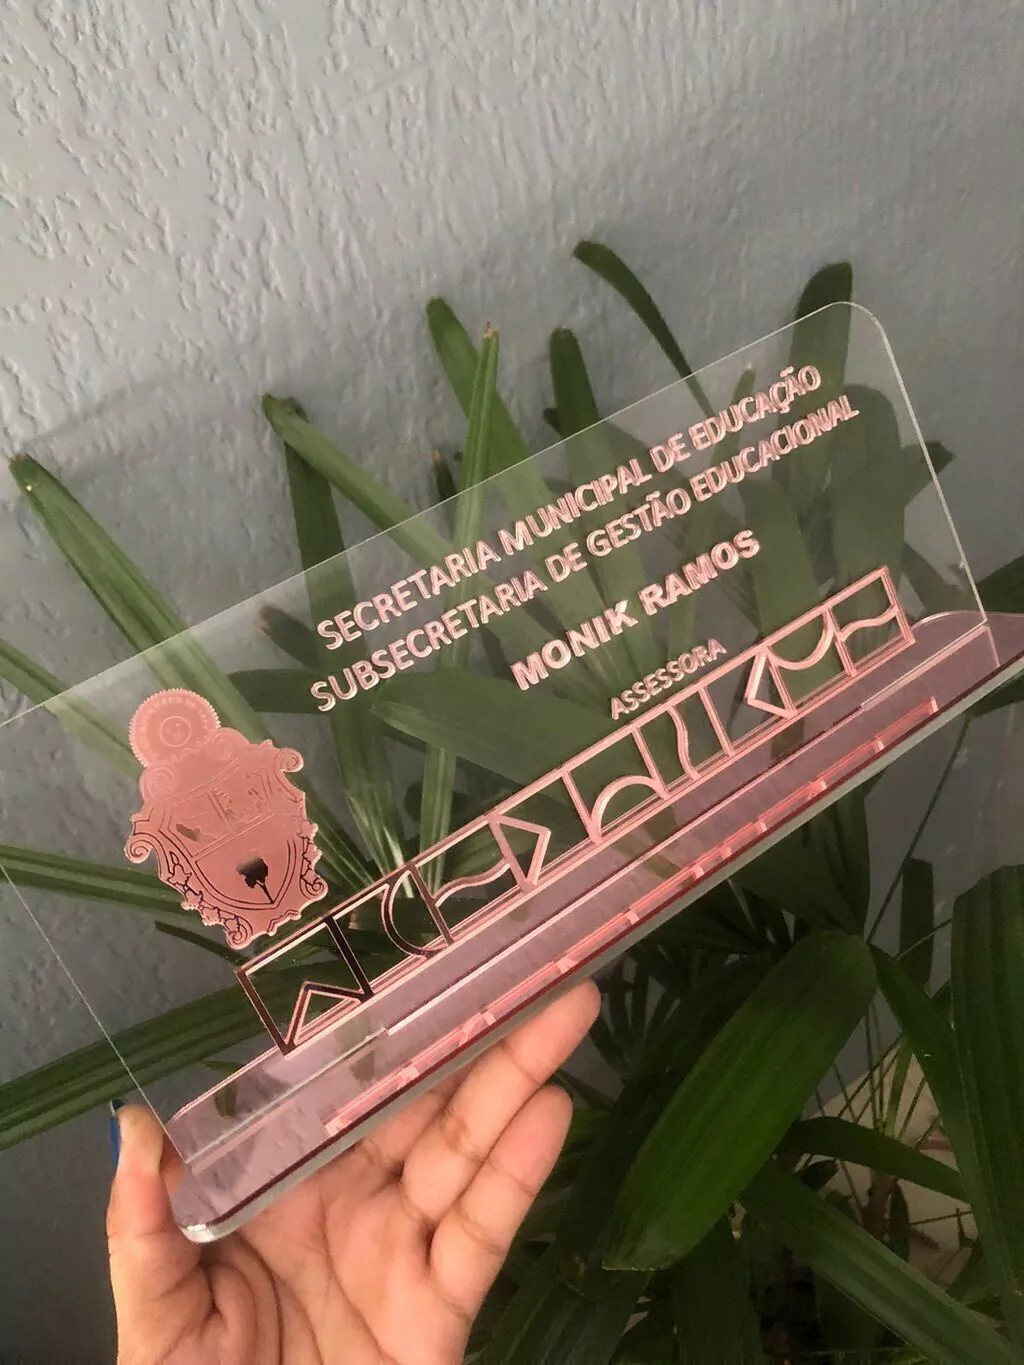 SECRETARIA MUNICIPAL DE EDUCAÇÃO
SUBSECRETARIA DE GESTÃO EDUCACIONAL
MONIK RAMOS
ASSESSORA